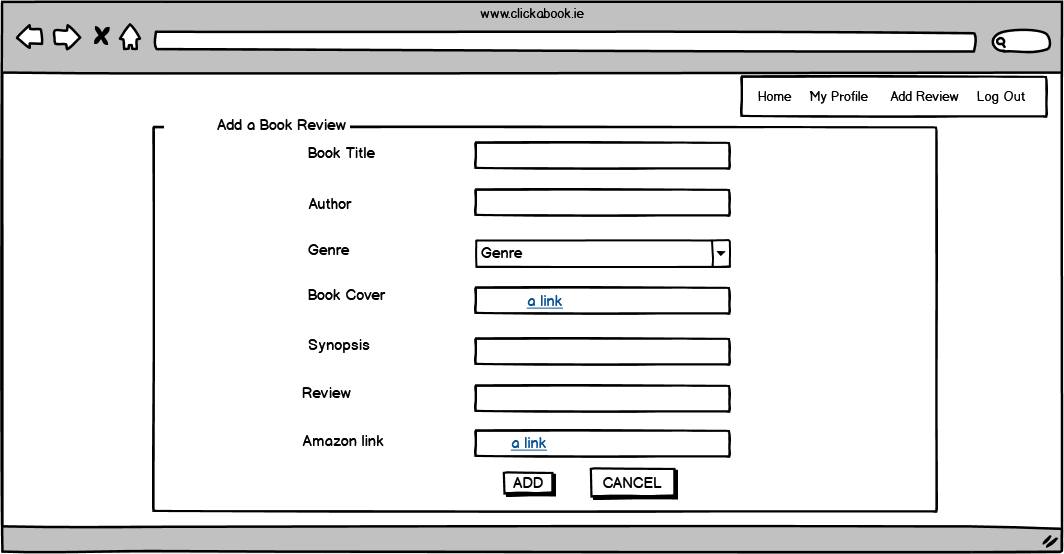 www.clickabook.ie
Home My Profile Add Review Log Out
Add a Book Review
Book Title
Author
Genre Genre
Book Cover a link
Synopsis
Review
Amazon link a link
ADD CANCEL